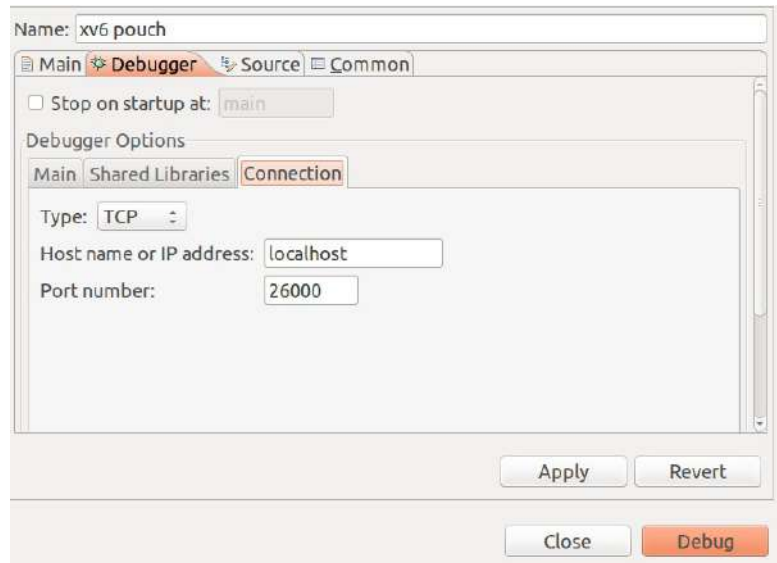 Name: xv6 pouch
Main Debugger Source Common
Stop on startup at: main
Debugger Options
Main Shared Libraries Connection
Type: TCP
Host name or IP address: localhost
Port number: 26000
Apply Revert
Close Debug